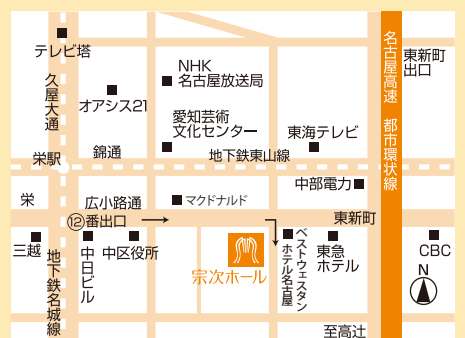 テレビ塔
久屋大通
オアシス21
NHK
名古屋放送局
愛知芸術
文化センター
東海テレビ
名古屋高速 都市環状線
東新町
出口
栄駅
錦通
地下鉄東山線
中部電力
栄
広小路通
⑫番出口
マクドナルド
東新町
三越
地下鉄名城線
中日ビル
中区役所
宗次ホール
ベストウェスタン
ホテル名古屋
東急
ホテル
CBC
N
至高辻